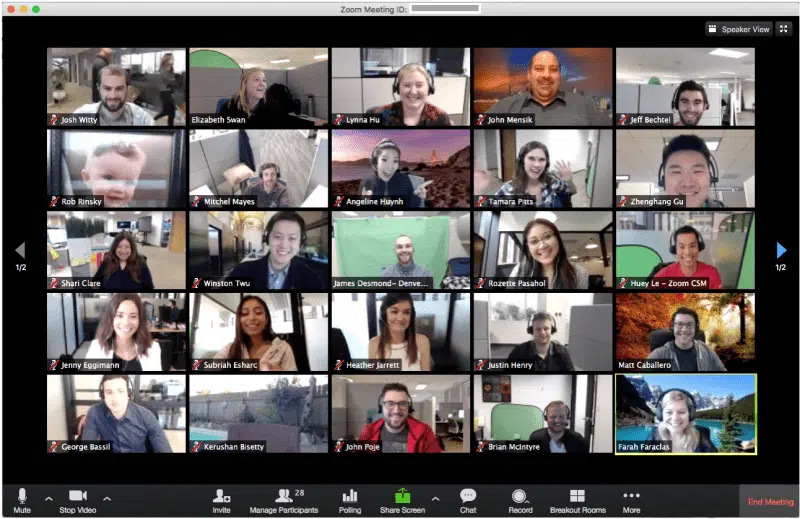 Zoom Meeting ID:
Speaker View
Josh Witty
Elizabeth Swan
Lynna Hu
John Mensik
Jeff Bechtel
Rob Rinsky
Mitchel Mayes
Angeline Huynh
Tamara Pitts
Zhenghang Gu
Shari Clare
Winston Twu
James Desmond- Denve...
Rozette Pasahol
Huey Le - Zoom CSM
1/2
1/2
Jenny Eggimann
Subriah Esharc
Heather Jarrett
Justin Henry
Matt Caballero
George Bassil
Kerushan Bisetty
John Poje
Brian McIntyre
Farah Faraclas
Mute
Stop Video
Invite
28
Manage Participants
Polling
Share Screen
Chat
Record
Breakout Rooms
More
End Meeting